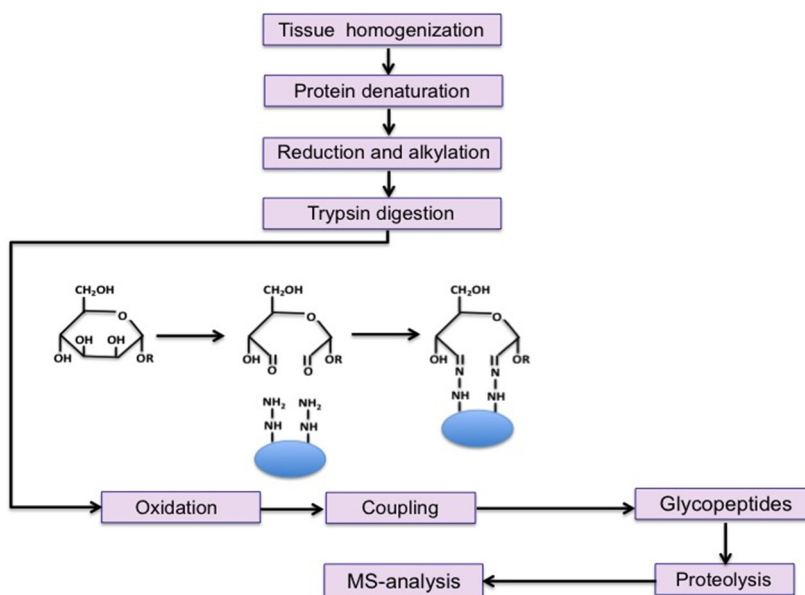 Tissue homogenization
Protein denaturation
Reduction and alkylation
Trypsin digestion
CH₂OH
O
OH
OH
OH
OR
CH₂OH
O
OH
O
O
OR
CH₂OH
O
OH
N
N
OR
NH
NH
NH₂
NH₂
NH
NH
Oxidation
Coupling
Glycopeptides
Proteolysis
MS-analysis